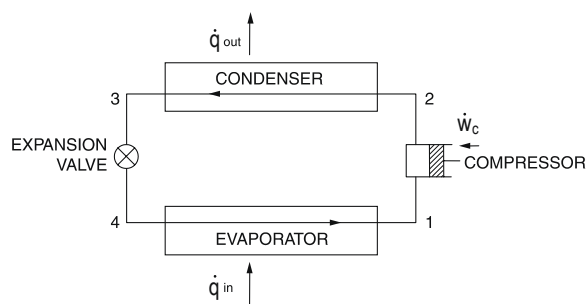 q̇ out
CONDENSER
3
2
EXPANSION
VALVE
ẇc
COMPRESSOR
4
1
EVAPORATOR
q̇ in